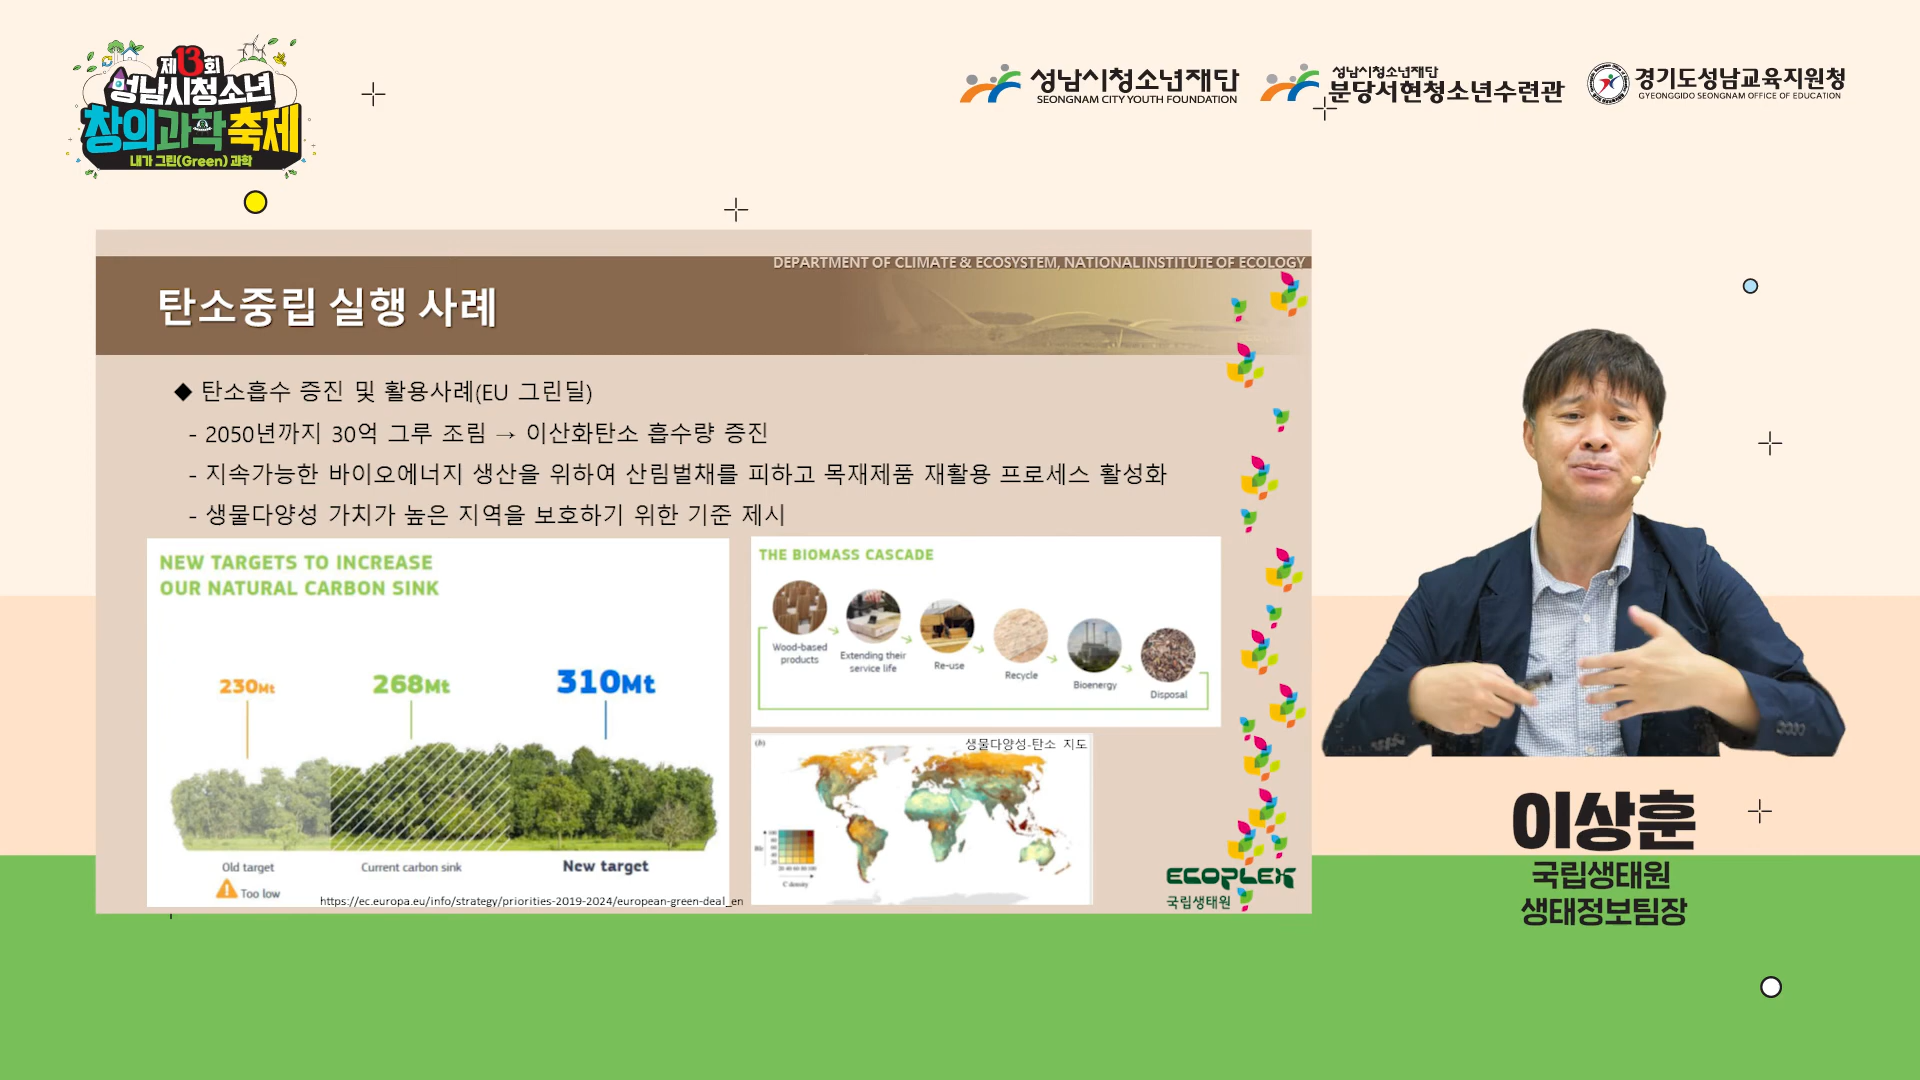 제13회
성남시청소년
창의과학축제
내가 그린(Green) 과학
성남시청소년재단
SEONGNAM CITY YOUTH FOUNDATION
성남시청소년재단
분당서현청소년수련관
경기도성남교육지원청
GYEONGGIDO SEONGNAM OFFICE OF EDUCATION
DEPARTMENT OF CLIMATE & ECOSYSTEM, NATIONAL INSTITUTE OF ECOLOGY
탄소중립 실행 사례
◆ 탄소흡수 증진 및 활용사례(EU 그린딜)
- 2050년까지 30억 그루 조림 → 이산화탄소 흡수량 증진
- 지속가능한 바이오에너지 생산을 위하여 산림벌채를 피하고 목재제품 재활용 프로세스 활성화
- 생물다양성 가치가 높은 지역을 보호하기 위한 기준 제시
NEW TARGETS TO INCREASE
OUR NATURAL CARBON SINK
230Mt
268Mt
310Mt
Old target
Current carbon sink
New target
Too low
https://ec.europa.eu/info/strategy/priorities-2019-2024/european-green-deal_en
THE BIOMASS CASCADE
Wood-based
products
Extending their
service life
Re-use
Recycle
Bioenergy
Disposal
(b)
생물다양성-탄소 지도
C density
ECOPLEX
국립생태원
이상훈
국립생태원
생태정보팀장